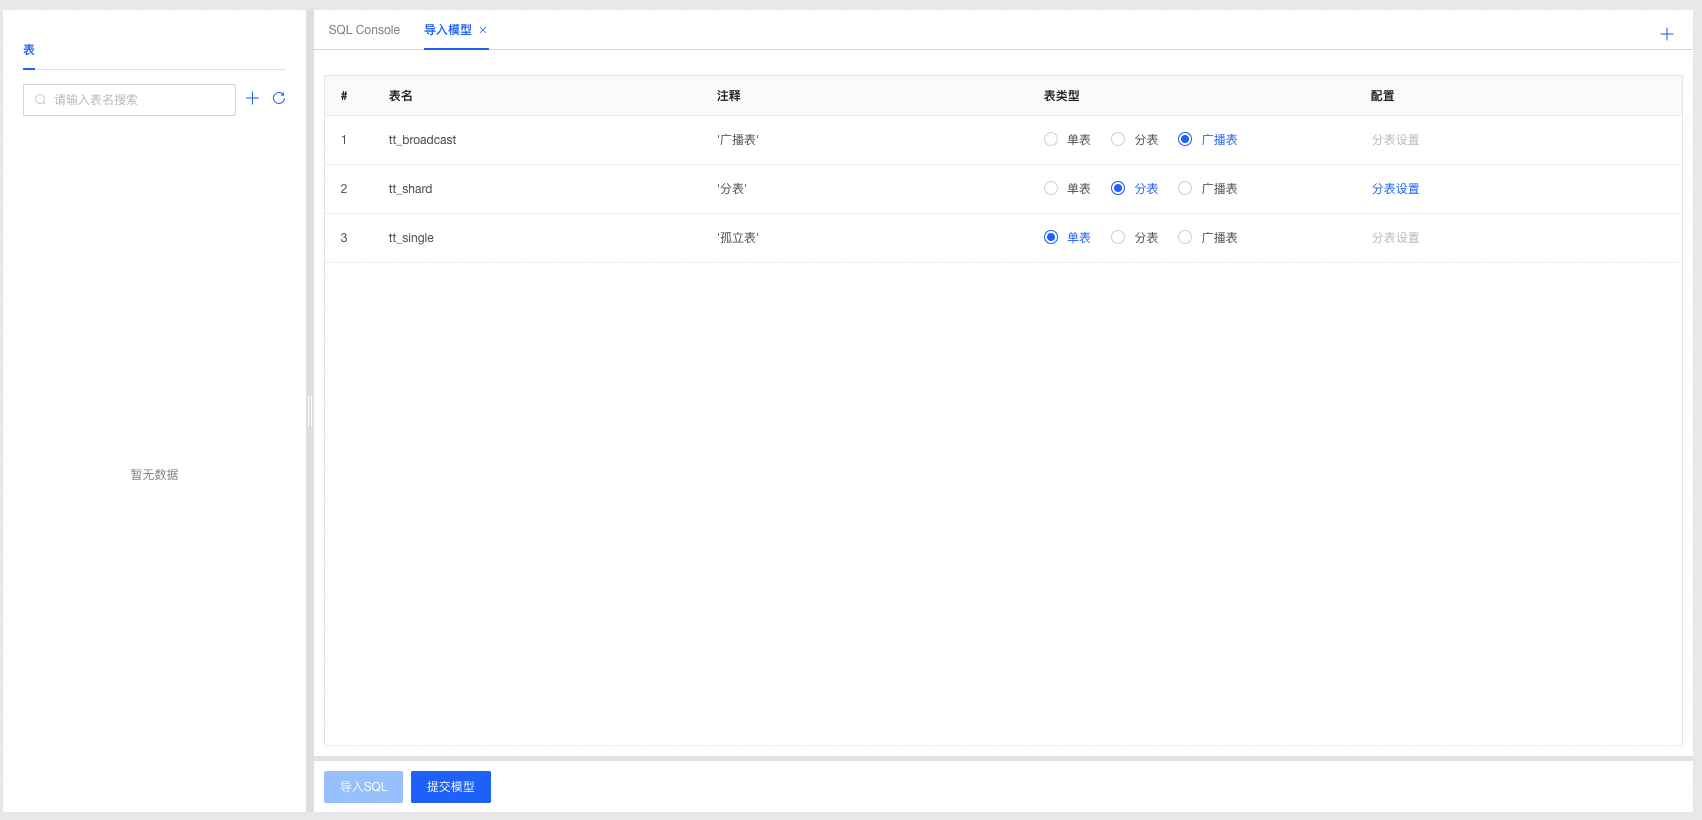 表
请输入表名搜索
暂无数据
SQL Console 导入模型 ×
# 表名 注释 表类型 配置
1 tt_broadcast '广播表' 单表 分表 广播表 分表设置
2 tt_shard '分表' 单表 分表 广播表 分表设置
3 tt_single '孤立表' 单表 分表 广播表 分表设置
导入SQL 提交模型